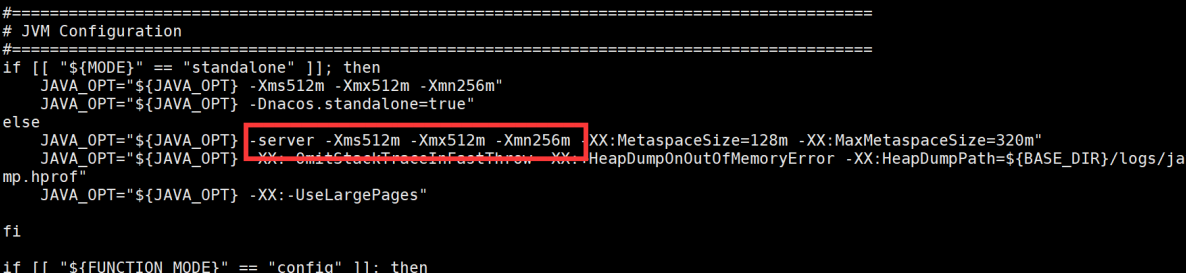 #===========================================================================================
# JVM Configuration
#===========================================================================================
if [[ "${MODE}" == "standalone" ]]; then
    JAVA_OPT="${JAVA_OPT} -Xms512m -Xmx512m -Xmn256m"
    JAVA_OPT="${JAVA_OPT} -Dnacos.standalone=true"
else
    JAVA_OPT="${JAVA_OPT} -server -Xms512m -Xmx512m -Xmn256m -XX:MetaspaceSize=128m -XX:MaxMetaspaceSize=320m"
    JAVA_OPT="${JAVA_OPT} -XX:-OmitStackTraceInFastThrow -XX:+HeapDumpOnOutOfMemoryError -XX:HeapDumpPath=${BASE_DIR}/logs/ja
mp.hprof"
    JAVA_OPT="${JAVA_OPT} -XX:-UseLargePages"
fi
if [[ "${FUNCTION_MODE}" == "config" ]]; then